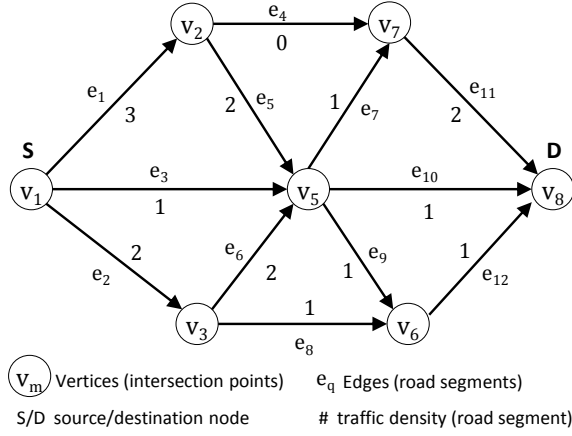 v₂ e₄ v₇
0
e₁ 3 2 e₅ 1 e₇ e₁₁ 2
S D
v₁ e₃ v₅ e₁₀ v₈
1 1
2 e₆ e₉ 1
e₂ 2 1 e₁₂
v₃ 1 v₆
e₈
vₘ Vertices (intersection points) e_q Edges (road segments)
S/D source/destination node # traffic density (road segment)